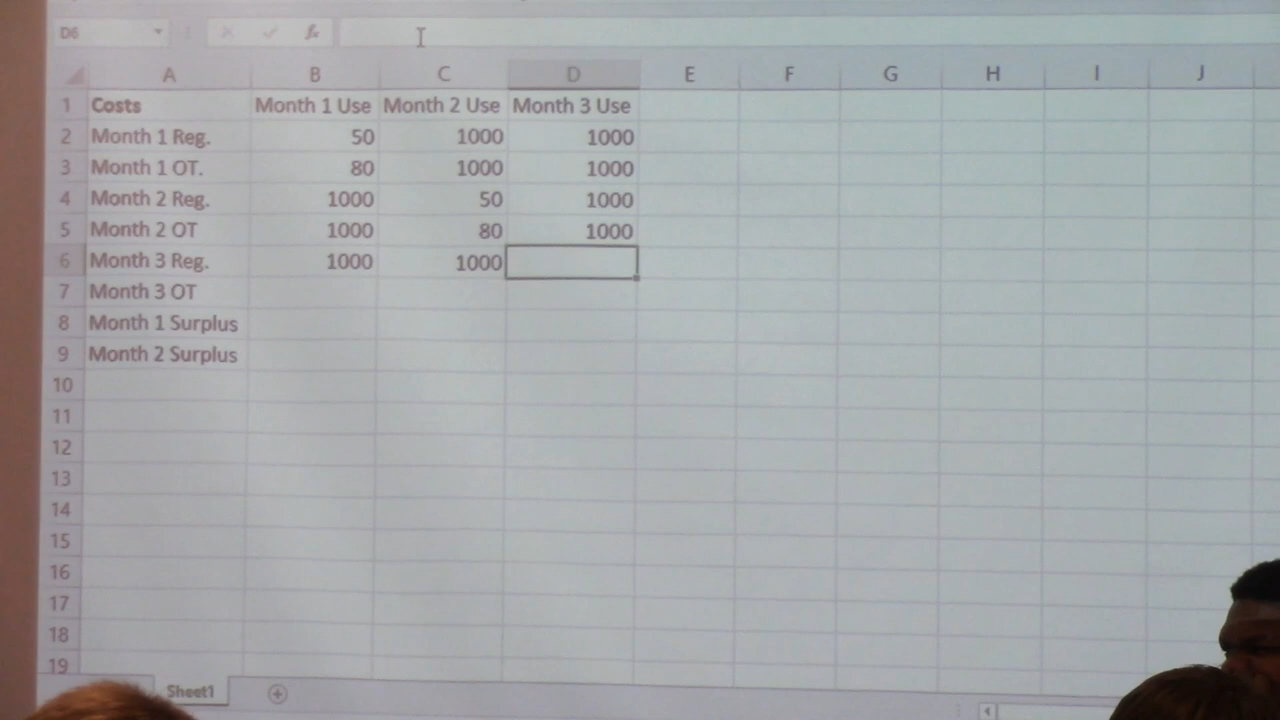 D6
fx
A B C D E F G H I J
1 Costs Month 1 Use Month 2 Use Month 3 Use
2 Month 1 Reg. 50 1000 1000
3 Month 1 OT. 80 1000 1000
4 Month 2 Reg. 1000 50 1000
5 Month 2 OT 1000 80 1000
6 Month 3 Reg. 1000 1000
7 Month 3 OT
8 Month 1 Surplus
9 Month 2 Surplus
10
11
12
13
14
15
16
17
18
19
Sheet1